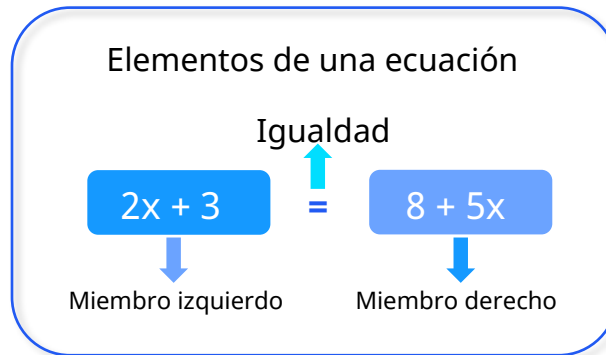 Elementos de una ecuación
Igualdad
2x + 3 = 8 + 5x
Miembro izquierdo Miembro derecho